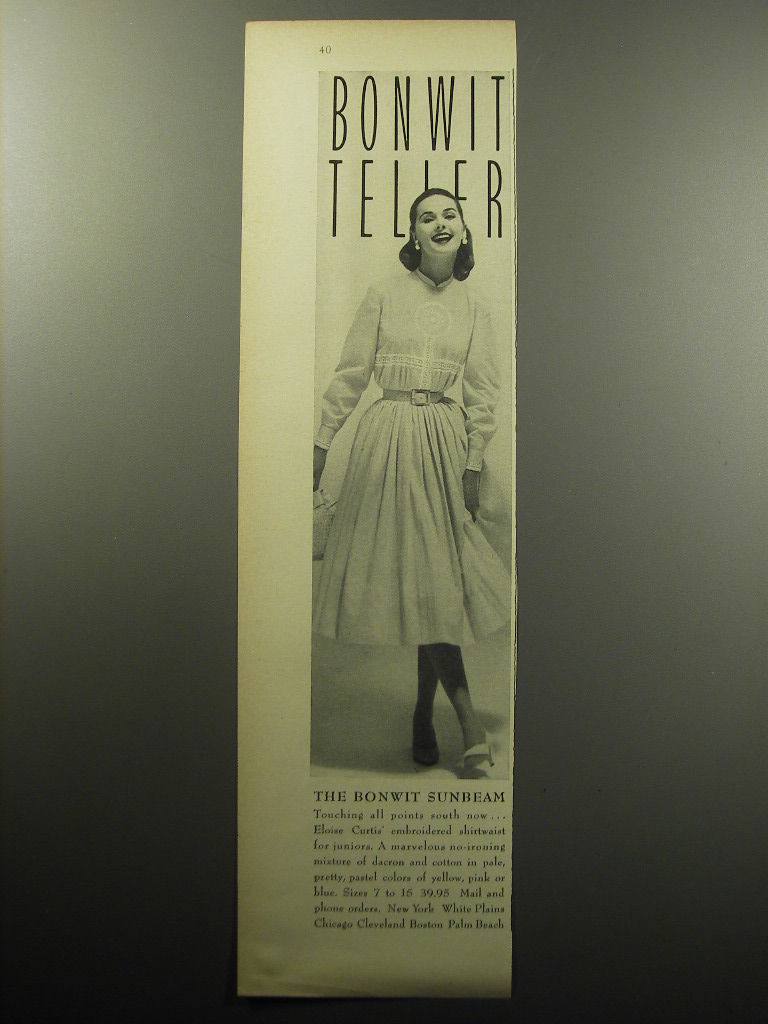 40
BONWIT
TELLER
THE BONWIT SUNBEAM
Touching all points south now...
Eloise Curtis' embroidered shirtwaist
for juniors. A marvelous no-ironing
mixture of dacron and cotton in pale,
pretty, pastel colors of yellow, pink or
blue. Sizes 7 to 15 39.95 Mail and
phone orders. New York White Plains
Chicago Cleveland Boston Palm Beach